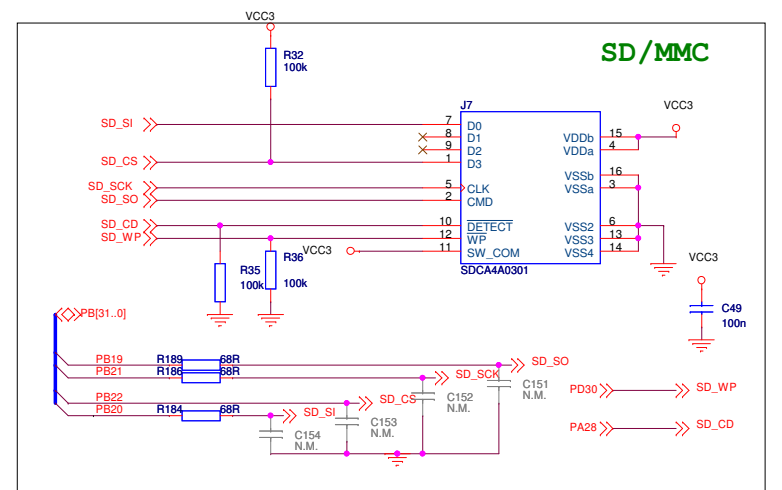 VCC3
SD/MMC
R32
100k
J7
VCC3
SD_SI
7
D0
8
D1
VDDb
15
9
D2
VDDa
4
SD_CS
1
D3
VSSb
16
SD_SCK
5
CLK
VSSa
3
SD_SO
2
CMD
SD_CD
10
DETECT
VSS2
6
SD_WP
12
WP
VSS3
13
VCC3
11
SW_COM
VSS4
14
SDCA4A0301
R35
100k
R36
100k
VCC3
C49
100n
PB[31..0]
PB19
R189
68R
SD_SO
PB21
R186
68R
SD_SCK
C151
N.M.
PB22
SD_CS
C152
N.M.
PB20
R184
68R
SD_SI
C153
N.M.
C154
N.M.
PD30
SD_WP
PA28
SD_CD